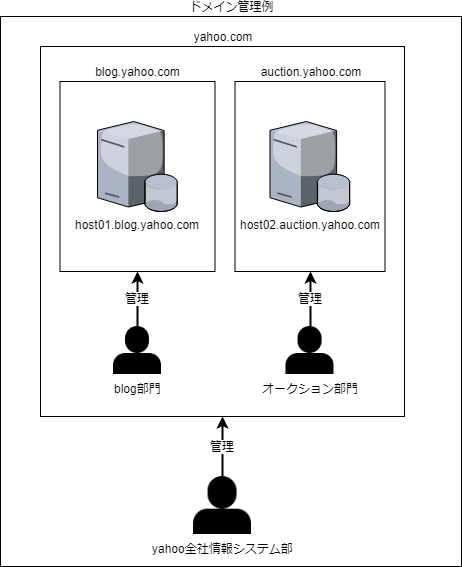 ドメイン管理例
yahoo.com
blog.yahoo.com
auction.yahoo.com
host01.blog.yahoo.com
host02.auction.yahoo.com
管理
管理
blog部門
オークション部門
管理
yahoo全社情報システム部